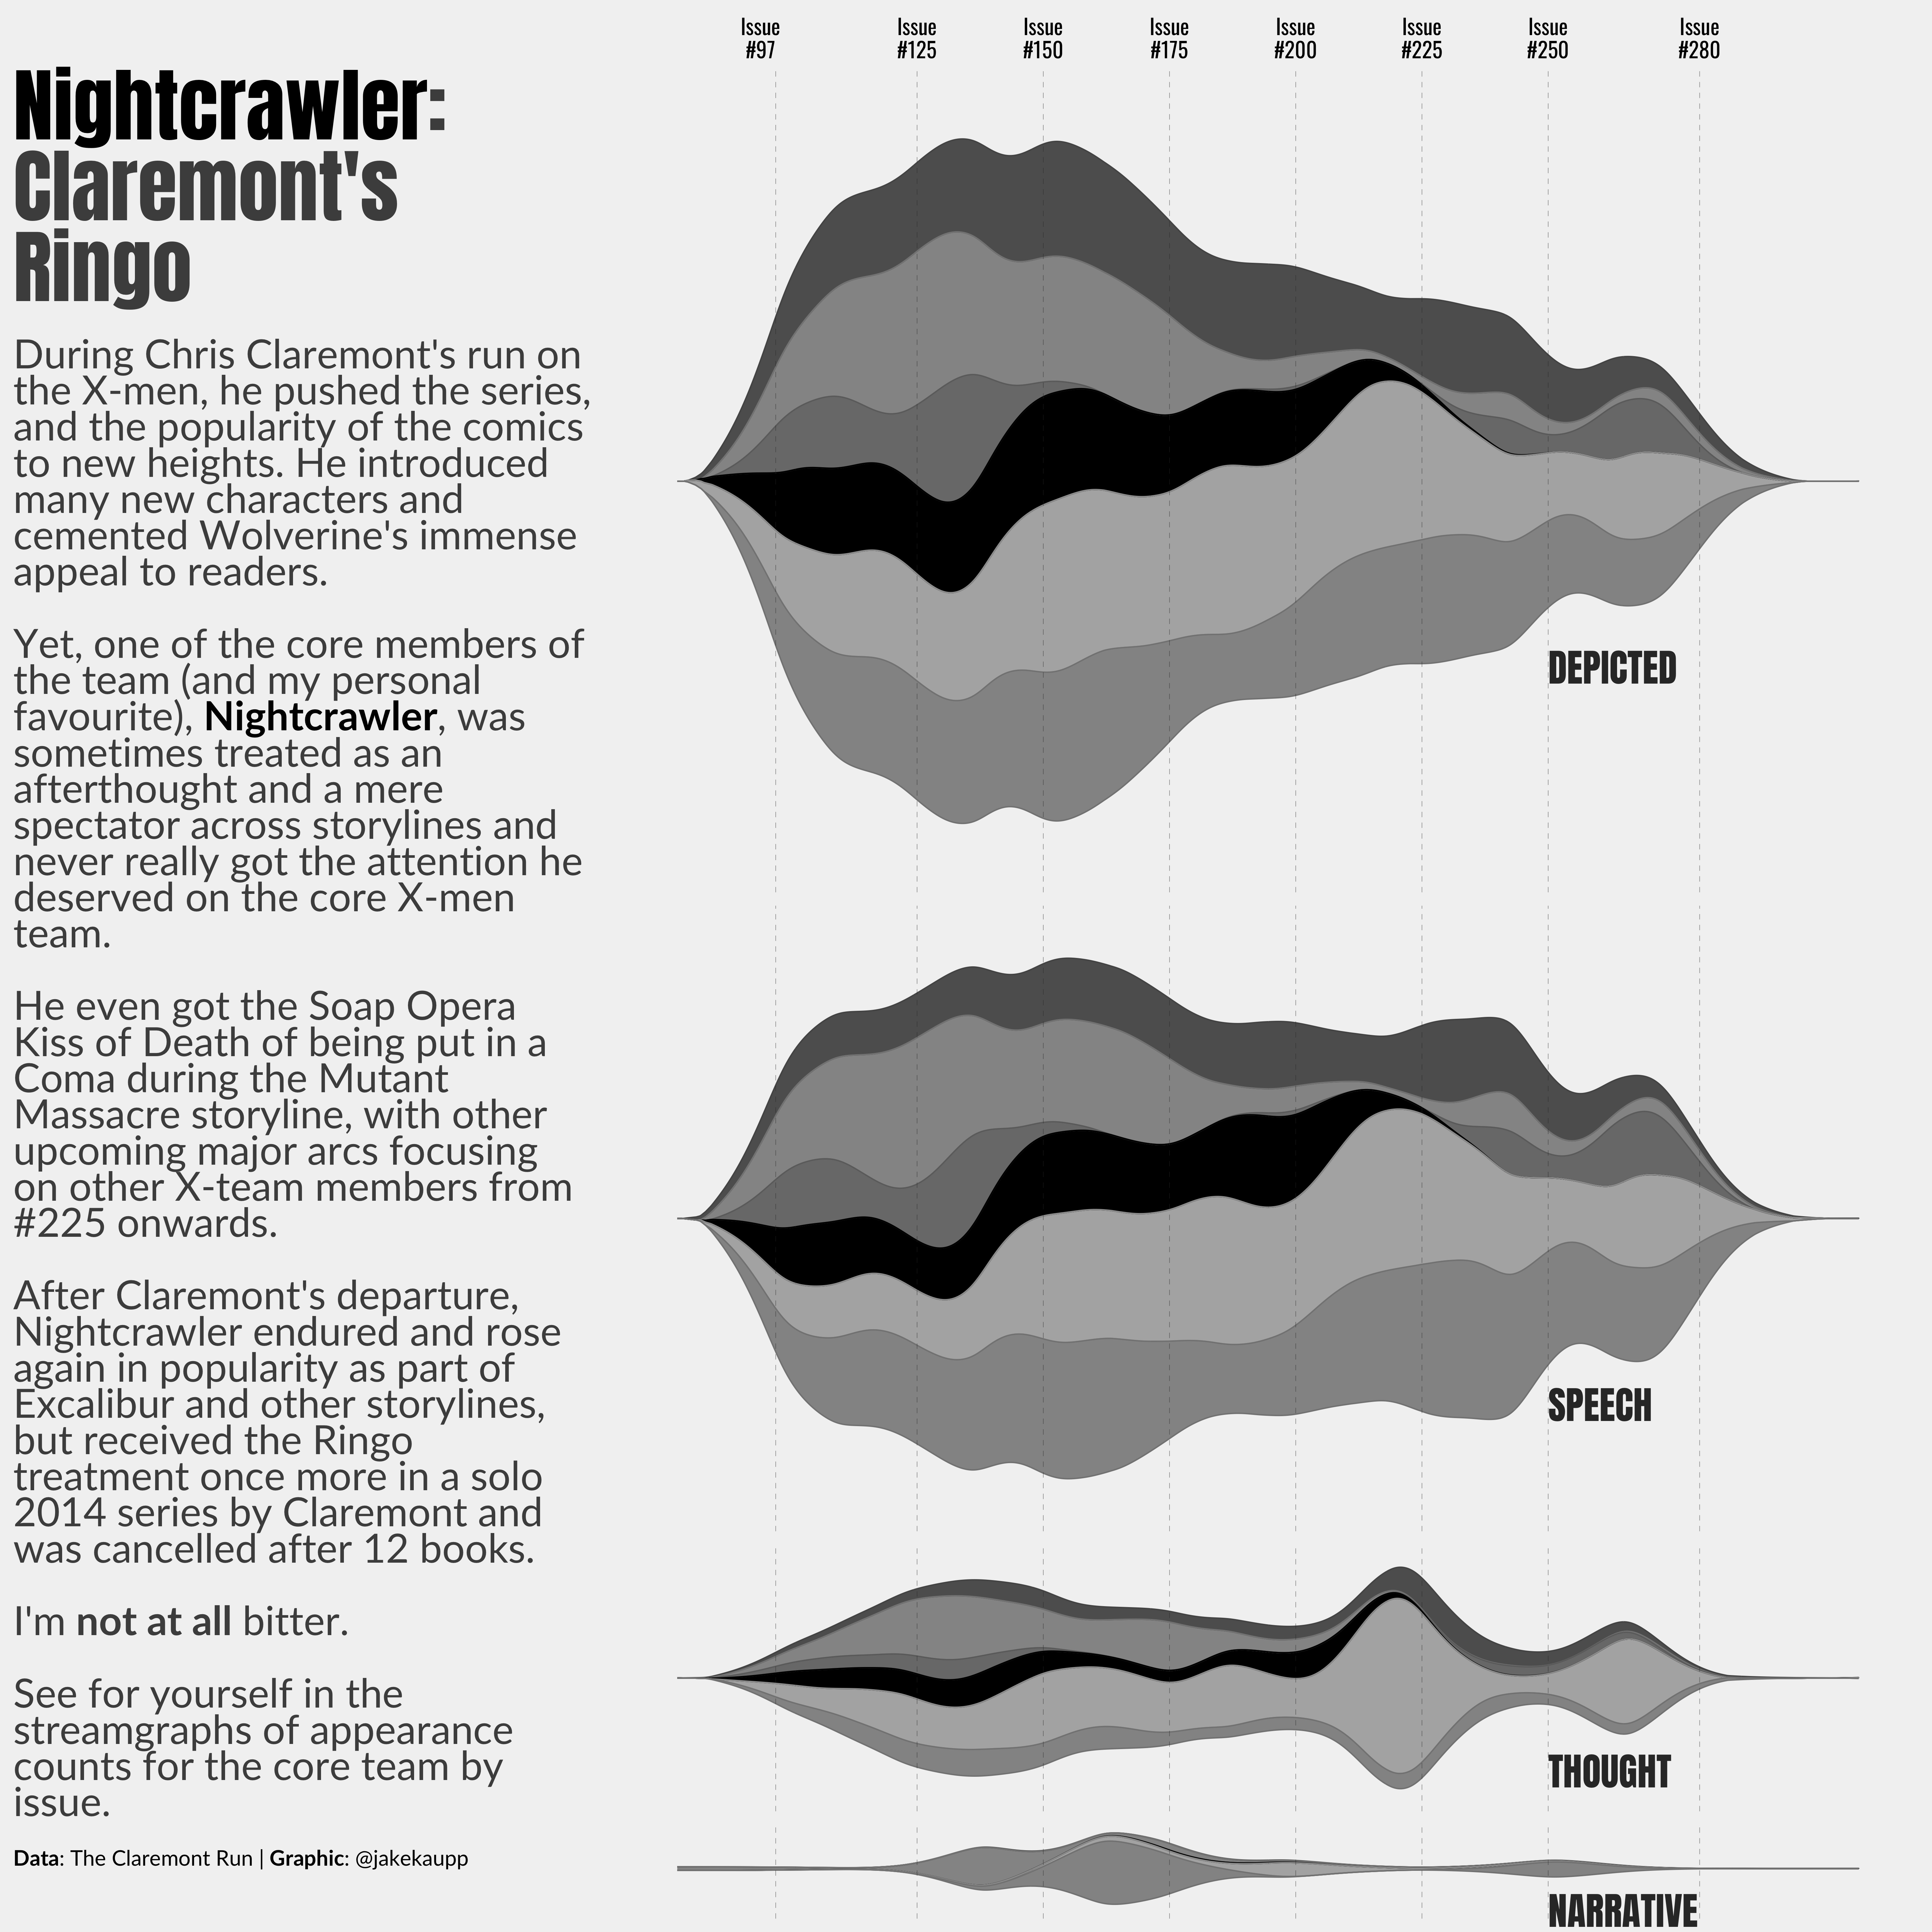 Issue
#97
Issue
#125
Issue
#150
Issue
#175
Issue
#200
Issue
#225
Issue
#250
Issue
#280
Nightcrawler:
Claremont's
Ringo
During Chris Claremont's run on
the X-men, he pushed the series,
and the popularity of the comics
to new heights. He introduced
many new characters and
cemented Wolverine's immense
appeal to readers.
Yet, one of the core members of
the team (and my personal
favourite), Nightcrawler, was
sometimes treated as an
afterthought and a mere
spectator across storylines and
never really got the attention he
deserved on the core X-men
team.
He even got the Soap Opera
Kiss of Death of being put in a
Coma during the Mutant
Massacre storyline, with other
upcoming major arcs focusing
on other X-team members from
#225 onwards.
After Claremont's departure,
Nightcrawler endured and rose
again in popularity as part of
Excalibur and other storylines,
but received the Ringo
treatment once more in a solo
2014 series by Claremont and
was cancelled after 12 books.
I'm not at all bitter.
See for yourself in the
streamgraphs of appearance
counts for the core team by
issue.
Data: The Claremont Run | Graphic: @jakekaupp
DEPICTED
SPEECH
THOUGHT
NARRATIVE